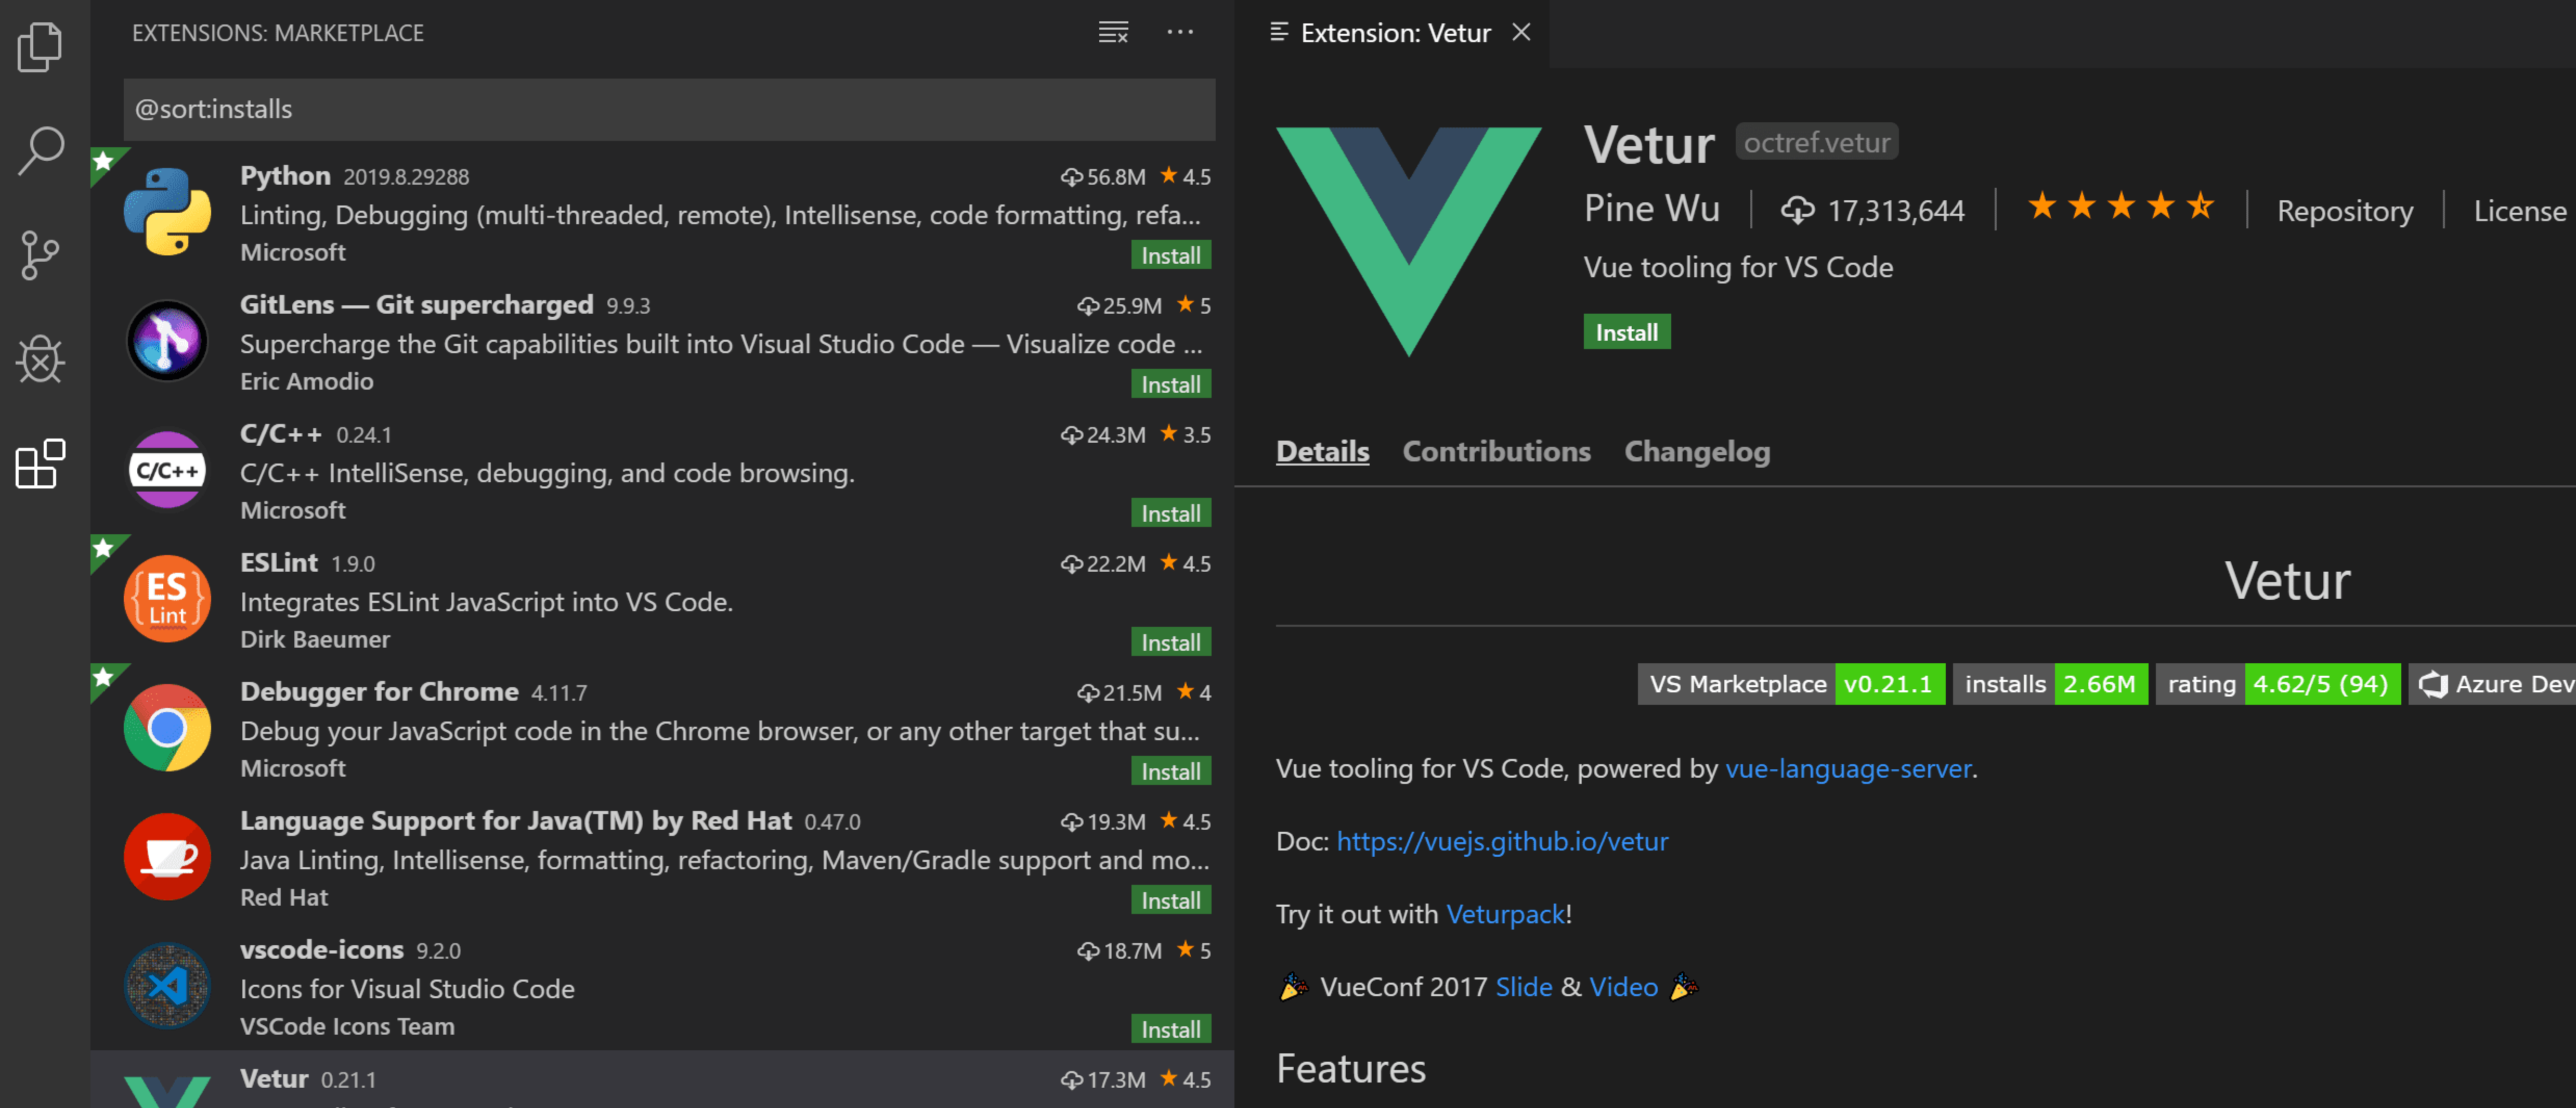 EXTENSIONS: MARKETPLACE
@sort:installs
Python 2019.8.29288 56.8M ★ 4.5
Linting, Debugging (multi-threaded, remote), Intellisense, code formatting, refa...
Microsoft Install
GitLens — Git supercharged 9.9.3 25.9M ★ 5
Supercharge the Git capabilities built into Visual Studio Code — Visualize code ...
Eric Amodio Install
C/C++
C/C++ 0.24.1 24.3M ★ 3.5
C/C++ IntelliSense, debugging, and code browsing.
Microsoft Install
{ES}
Lint
ESLint 1.9.0 22.2M ★ 4.5
Integrates ESLint JavaScript into VS Code.
Dirk Baeumer Install
Debugger for Chrome 4.11.7 21.5M ★ 4
Debug your JavaScript code in the Chrome browser, or any other target that su...
Microsoft Install
Language Support for Java(TM) by Red Hat 0.47.0 19.3M ★ 4.5
Java Linting, Intellisense, formatting, refactoring, Maven/Gradle support and mo...
Red Hat Install
vscode-icons 9.2.0 18.7M ★ 5
Icons for Visual Studio Code
VSCode Icons Team Install
Vetur 0.21.1 17.3M ★ 4.5
Extension: Vetur
Vetur octref.vetur
Pine Wu | 17,313,644 | Repository | License
Vue tooling for VS Code
Install
Details Contributions Changelog
Vetur
VS Marketplace v0.21.1 installs 2.66M rating 4.62/5 (94) Azure Dev
Vue tooling for VS Code, powered by vue-language-server.
Doc: https://vuejs.github.io/vetur
Try it out with Veturpack!
🎉 VueConf 2017 Slide & Video 🎉
Features